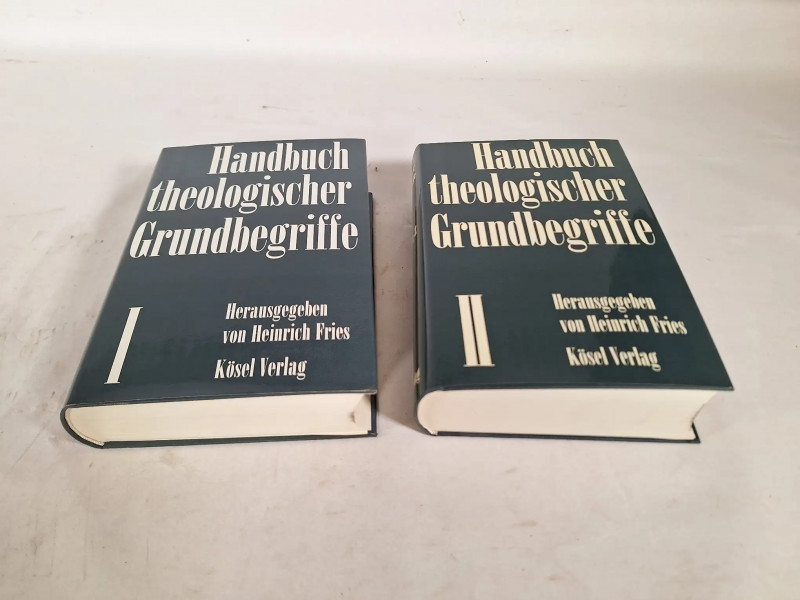 Handbuch
theologischer
Grundbegriffe
I
Herausgegeben
von Heinrich Fries
Kösel Verlag
Handbuch
theologischer
Grundbegriffe
II
Herausgegeben
von Heinrich Fries
Kösel Verlag